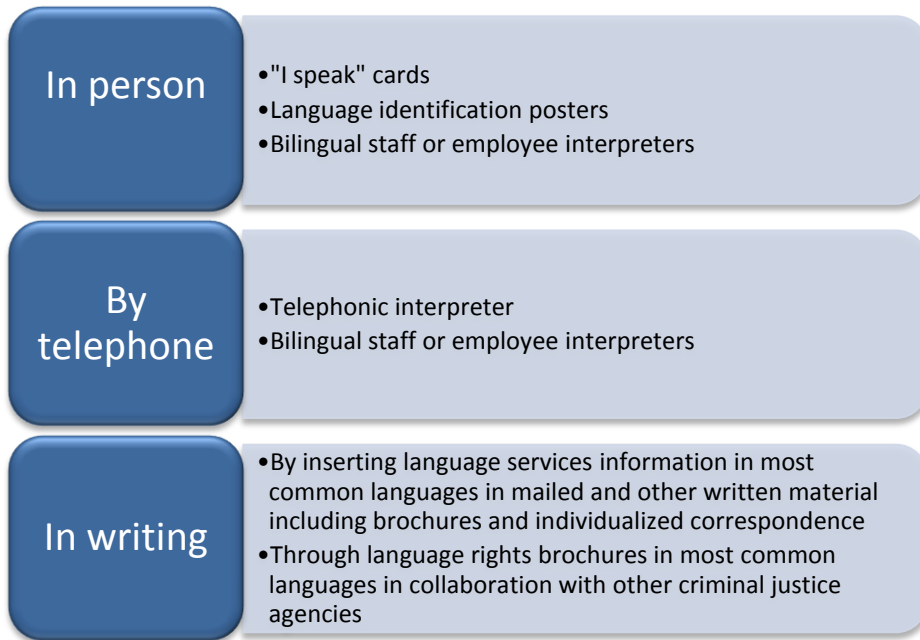 In person
•"I speak" cards
•Language identification posters
•Bilingual staff or employee interpreters
By
telephone
•Telephonic interpreter
•Bilingual staff or employee interpreters
In writing
•By inserting language services information in most
common languages in mailed and other written material
including brochures and individualized correspondence
•Through language rights brochures in most common
languages in collaboration with other criminal justice
agencies